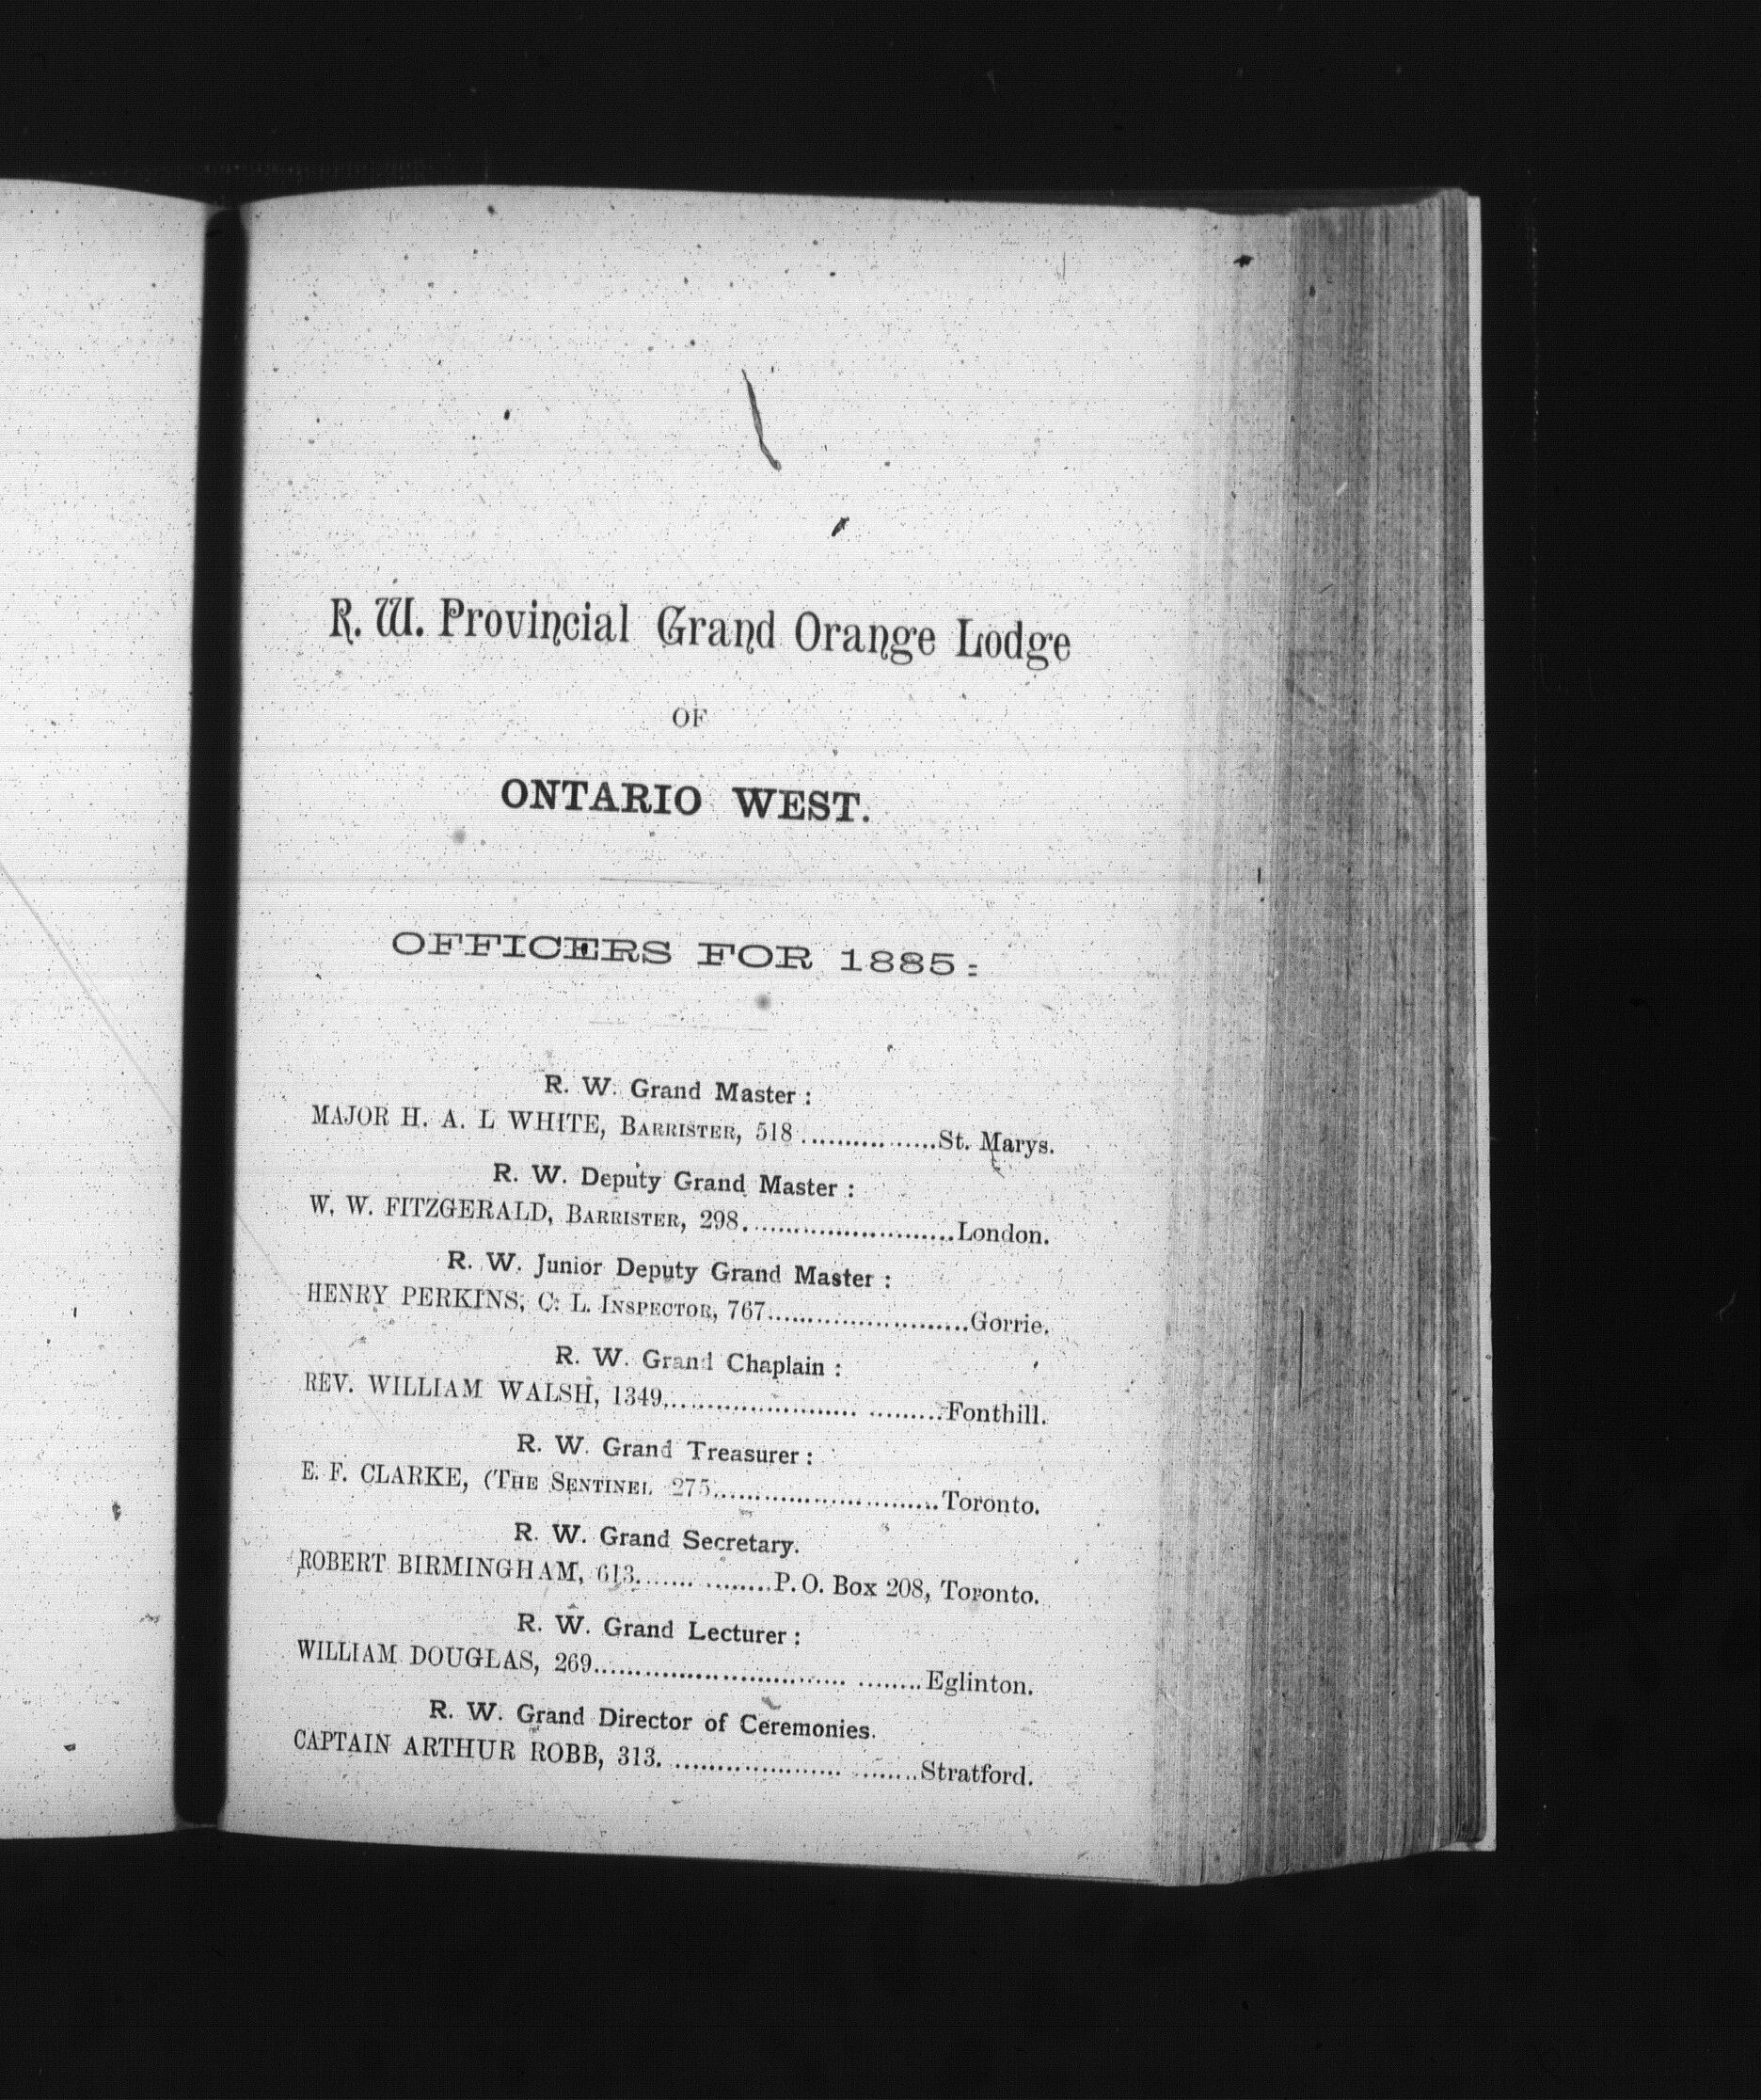 R. W. Provincial Grand Orange Lodge
OF
ONTARIO WEST.
OFFICERS FOR 1885:
R. W. Grand Master:
MAJOR H. A. L WHITE, BARRISTER, 518................St. Marys.
R. W. Deputy Grand Master:
W. W. FITZGERALD, BARRISTER, 298..........................London.
R. W. Junior Deputy Grand Master:
HENRY PERKINS, C. L. INSPECTOR, 767........................Gorrie.
R. W. Grand Chaplain:
REV. WILLIAM WALSH, 1349........................ .........Fonthill.
R. W. Grand Treasurer:
E. F. CLARKE, (THE SENTINEL 275...........................Toronto.
R. W. Grand Secretary.
ROBERT BIRMINGHAM, 613....... ........P. O. Box 208, Toronto.
R. W. Grand Lecturer:
WILLIAM DOUGLAS, 269............................... ........Eglinton.
R. W. Grand Director of Ceremonies.
CAPTAIN ARTHUR ROBB, 313. .................... ........Stratford.